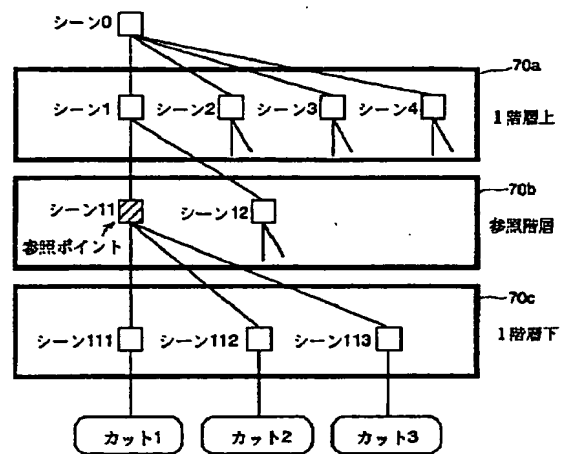 シーン0
70a
シーン1 シーン2 シーン3 シーン4
1階層上
70b
シーン11 シーン12
参照階層
参照ポイント
70c
シーン111 シーン112 シーン113
1階層下
カット1 カット2 カット3